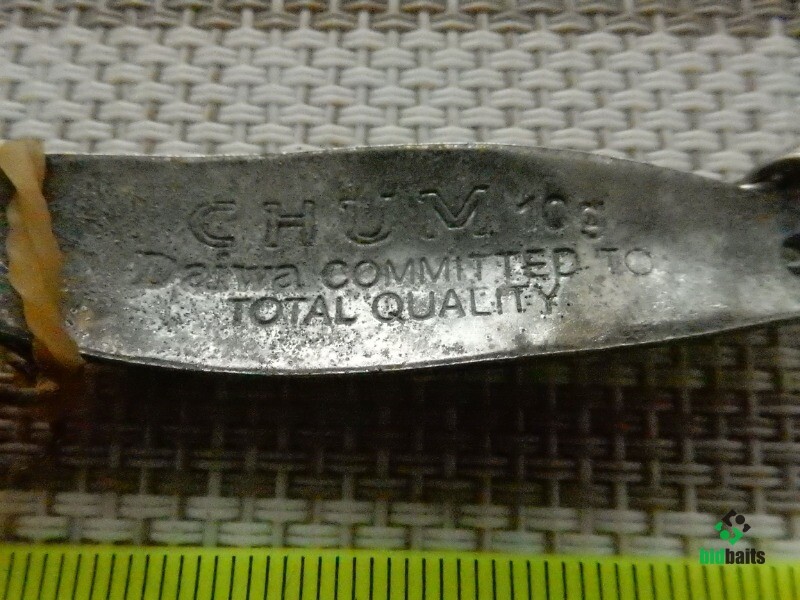 CHUM 10g
Daiwa COMMITTED TO
TOTAL QUALITY
bidbaits